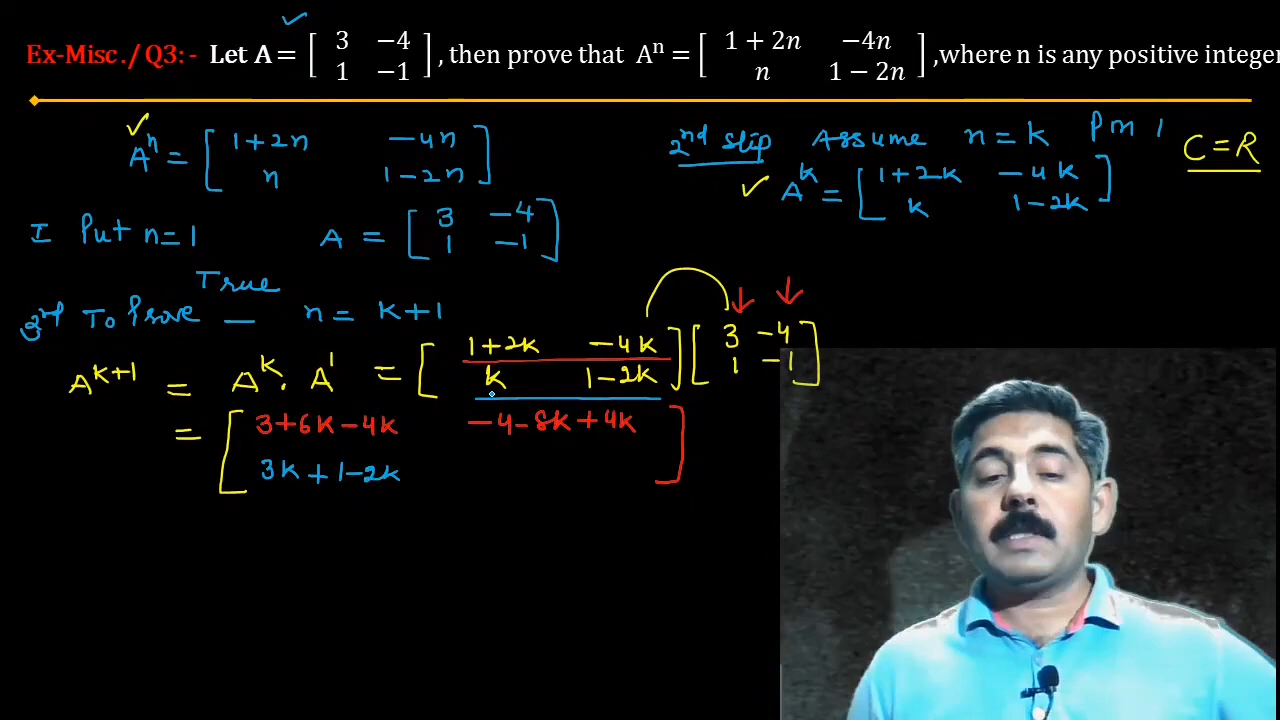 Ex-Misc./Q3:- Let A = [ 3 −4 ; 1 −1 ], then prove that Aⁿ = [ 1 + 2n −4n ; n 1 − 2n ] ,where n is any positive integer
Aⁿ = [ 1+2n −4n ; n 1−2n ]
2nd Step Assume n = k
C = R
Aᵏ = [ 1+2k −4k ; k 1−2k ]
I Put n=1 A = [ 3 −4 ; 1 −1 ]
True
3rd To Prove — n = k+1
Aᵏ⁺¹ = Aᵏ. A¹ = [ 1+2k −4k ; k 1−2k ] [ 3 −4 ; 1 −1 ]
= [ 3+6k−4k −4−8k+4k ; 3k+1−2k ]